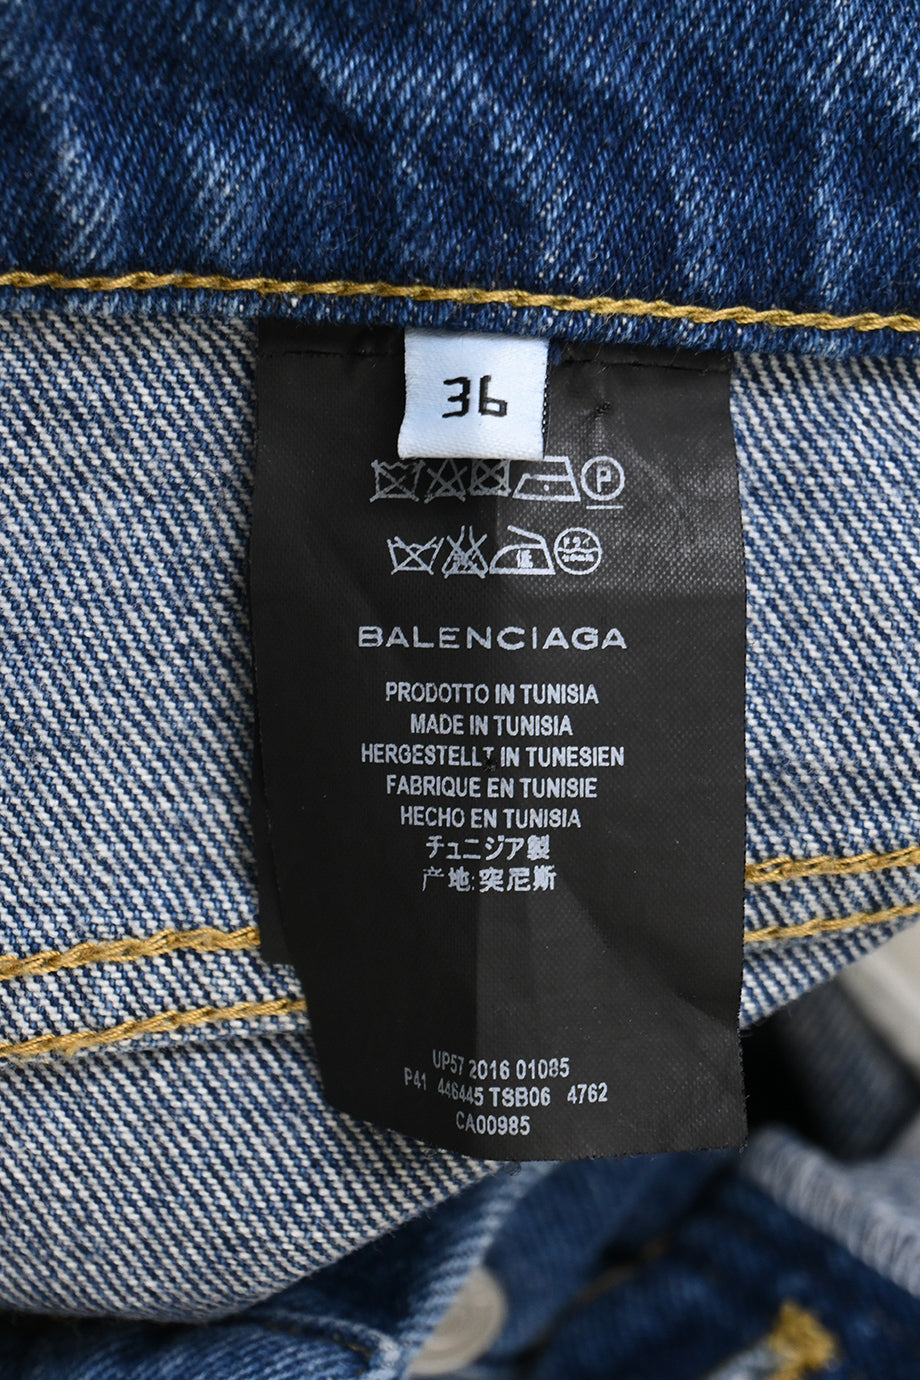 36
P
BALENCIAGA
PRODOTTO IN TUNISIA
MADE IN TUNISIA
HERGESTELLT IN TUNESIEN
FABRIQUE EN TUNISIE
HECHO EN TUNISIA
チュニジア製
产地:突尼斯
UP57 2016 01085
P41 446445 TSB06 4762
CA00985